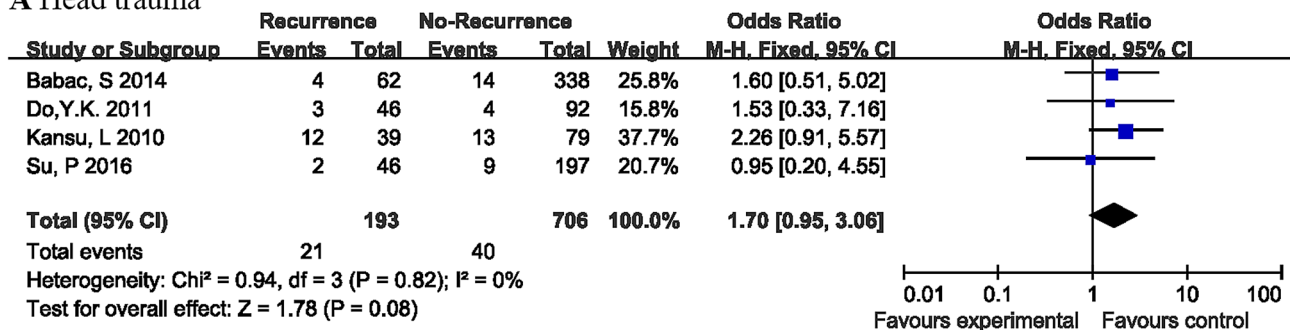 A Head trauma
Recurrence No-Recurrence Odds Ratio Odds Ratio
Study or Subgroup Events Total Events Total Weight M-H, Fixed, 95% CI M-H, Fixed, 95% CI
Babac, S 2014 4 62 14 338 25.8% 1.60 [0.51, 5.02]
Do,Y.K. 2011 3 46 4 92 15.8% 1.53 [0.33, 7.16]
Kansu, L 2010 12 39 13 79 37.7% 2.26 [0.91, 5.57]
Su, P 2016 2 46 9 197 20.7% 0.95 [0.20, 4.55]
Total (95% CI) 193 706 100.0% 1.70 [0.95, 3.06]
Total events 21 40
Heterogeneity: Chi² = 0.94, df = 3 (P = 0.82); I² = 0%
Test for overall effect: Z = 1.78 (P = 0.08)
0.01 0.1 1 10 100
Favours experimental Favours control